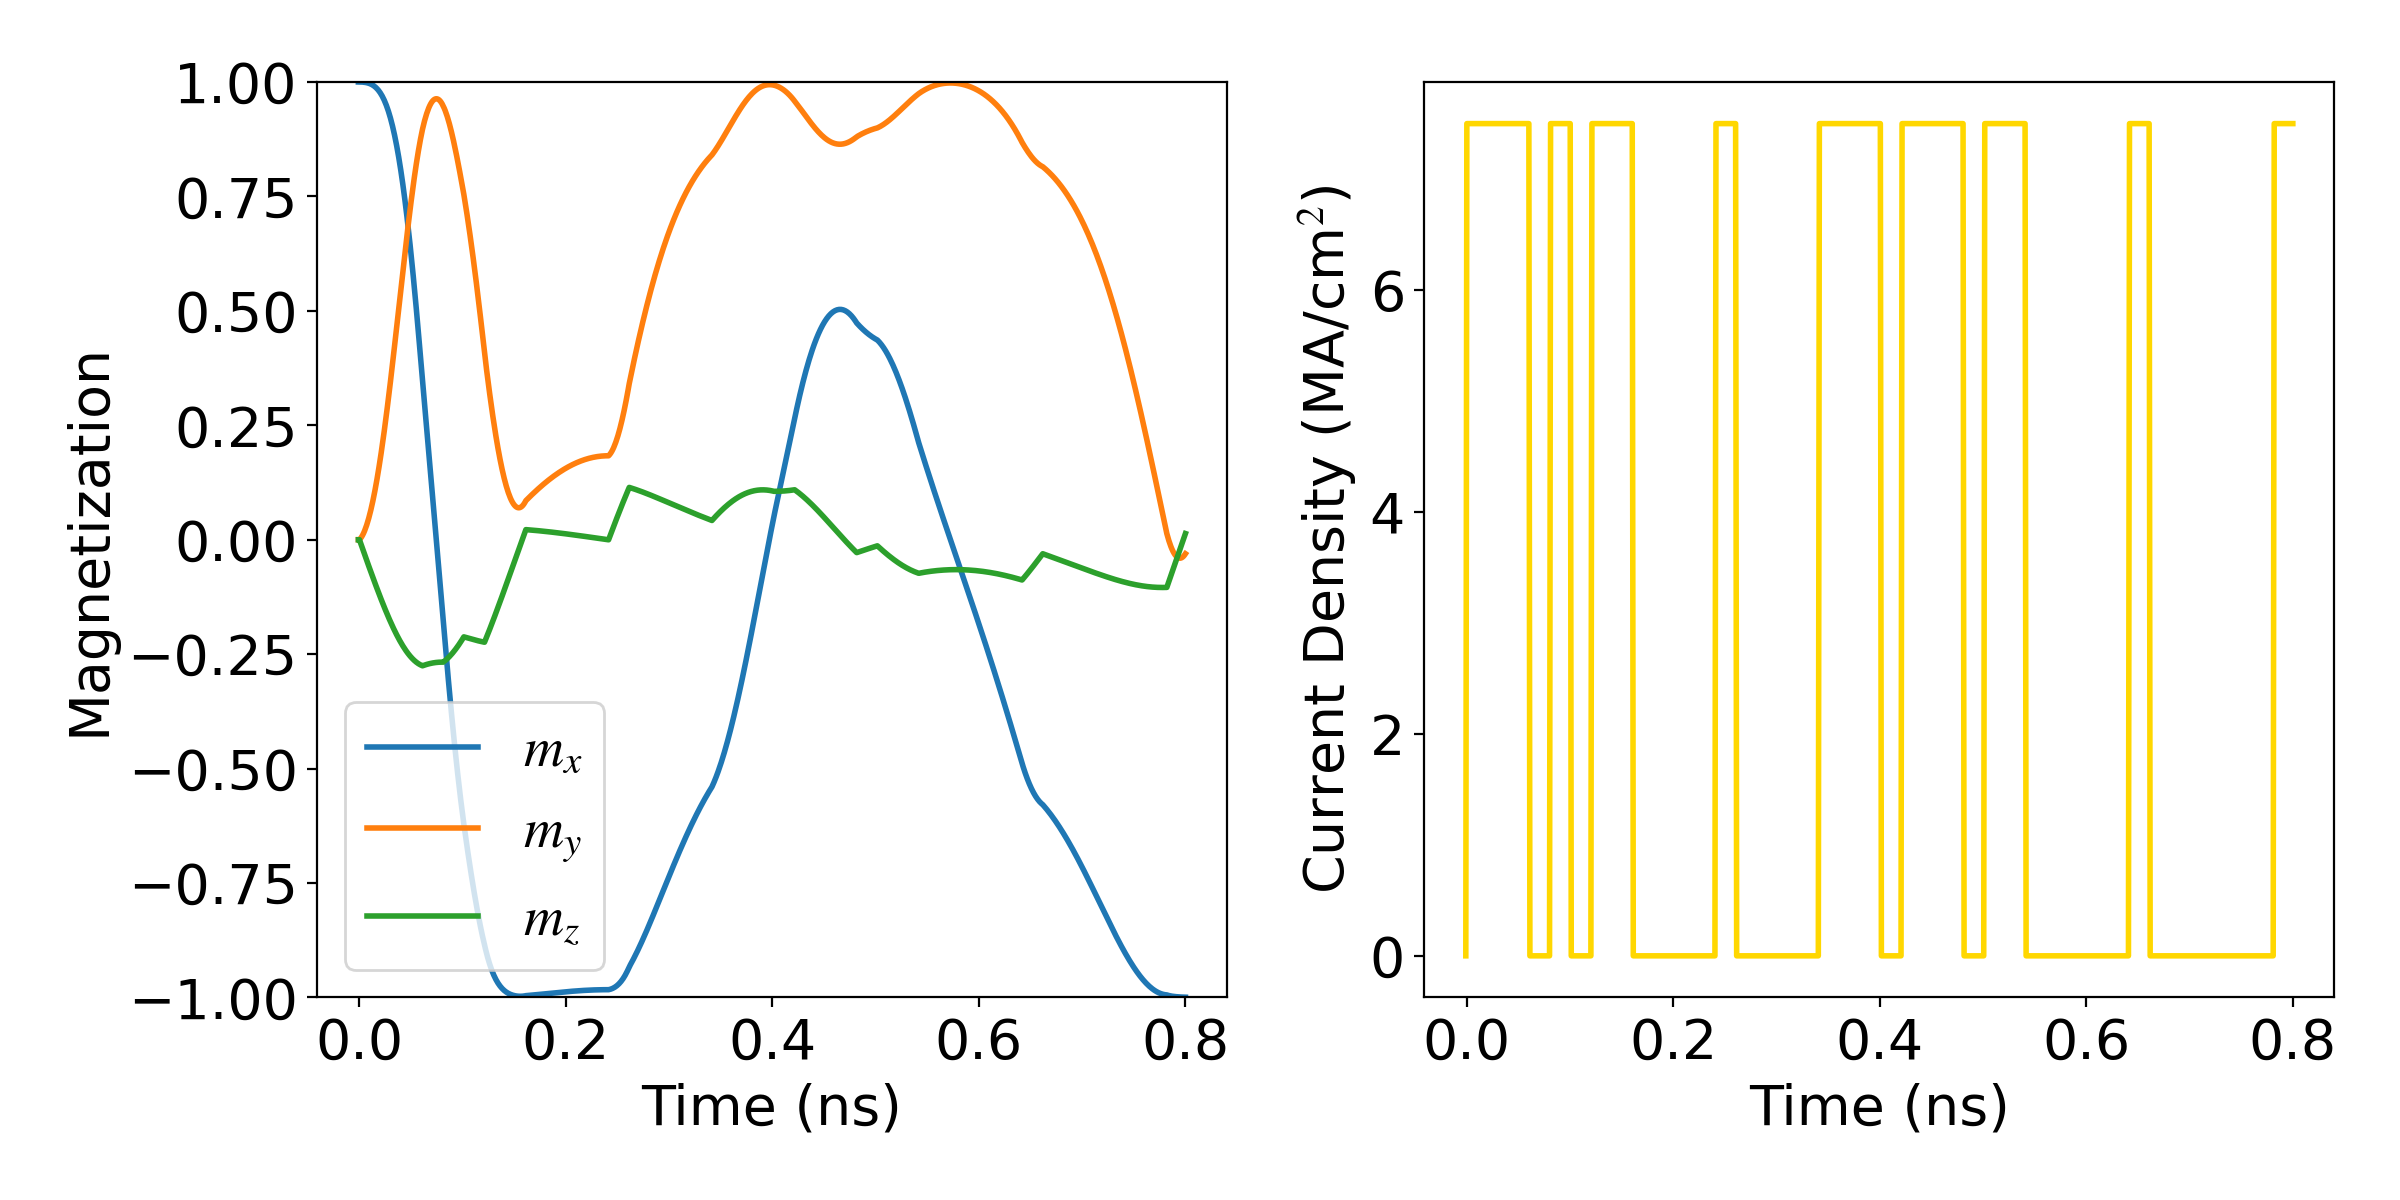 Magnetization
1.00
0.75
0.50
0.25
0.00
−0.25
−0.50
−0.75
−1.00
m_x
m_y
m_z
0.0 0.2 0.4 0.6 0.8
Time (ns)
Current Density (MA/cm²)
6
4
2
0
0.0 0.2 0.4 0.6 0.8
Time (ns)